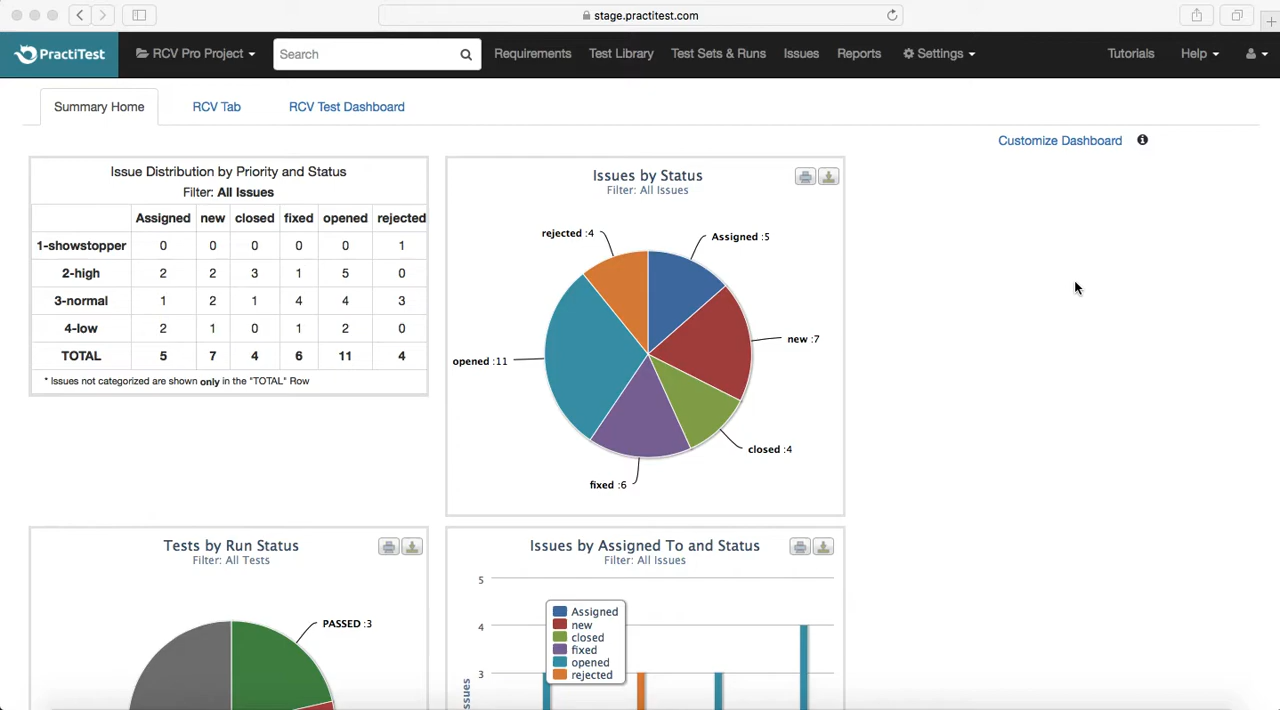 stage.practitest.com
PractiTest
RCV Pro Project
Search
Requirements
Test Library
Test Sets & Runs
Issues
Reports
Settings
Tutorials
Help
Summary Home
RCV Tab
RCV Test Dashboard
Customize Dashboard
Issue Distribution by Priority and Status
Filter: All Issues
Assigned new closed fixed opened rejected
1-showstopper 0 0 0 0 0 1
2-high 2 2 3 1 5 0
3-normal 1 2 1 4 4 3
4-low 2 1 0 1 2 0
TOTAL 5 7 4 6 11 4
* Issues not categorized are shown only in the "TOTAL" Row
Issues by Status
Filter: All Issues
rejected :4
Assigned :5
new :7
opened :11
closed :4
fixed :6
Tests by Run Status
Filter: All Tests
PASSED :3
Issues by Assigned To and Status
Filter: All Issues
5
4
3
Assigned
new
closed
fixed
opened
rejected